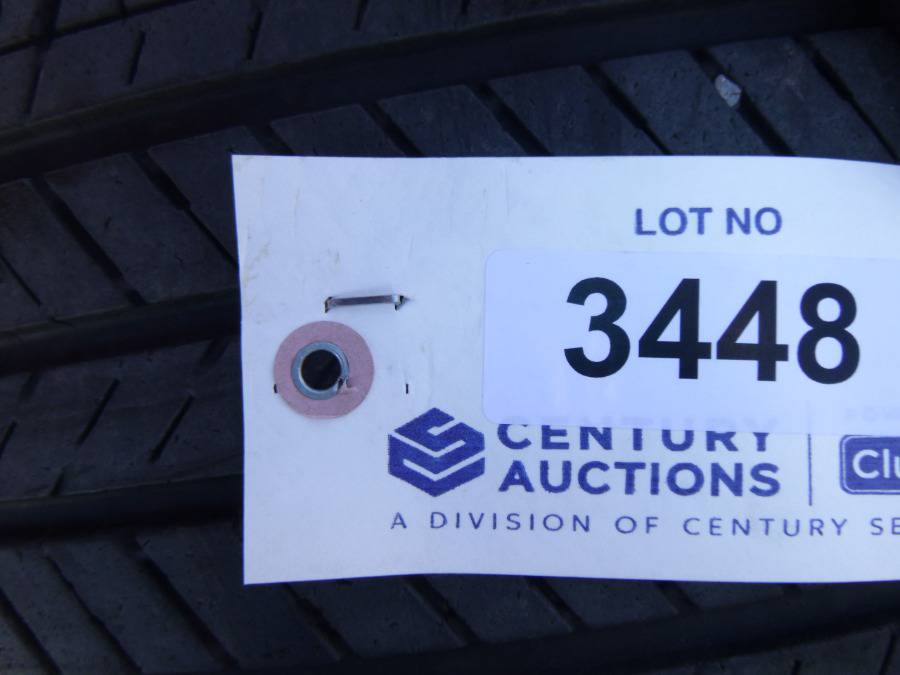 LOT NO
3448
CENTURY
AUCTIONS
A DIVISION OF CENTURY